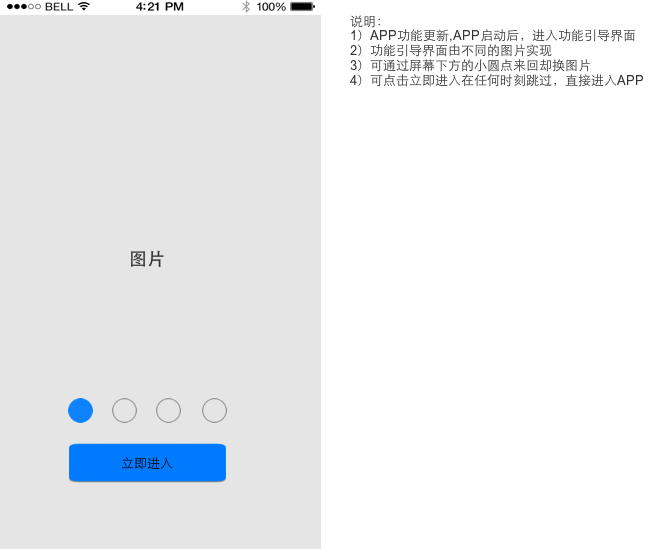 BELL 4:21 PM 100%
图片
立即进入
说明：
1）APP功能更新,APP启动后，进入功能引导界面
2）功能引导界面由不同的图片实现
3）可通过屏幕下方的小圆点来回却换图片
4）可点击立即进入在任何时刻跳过，直接进入APP